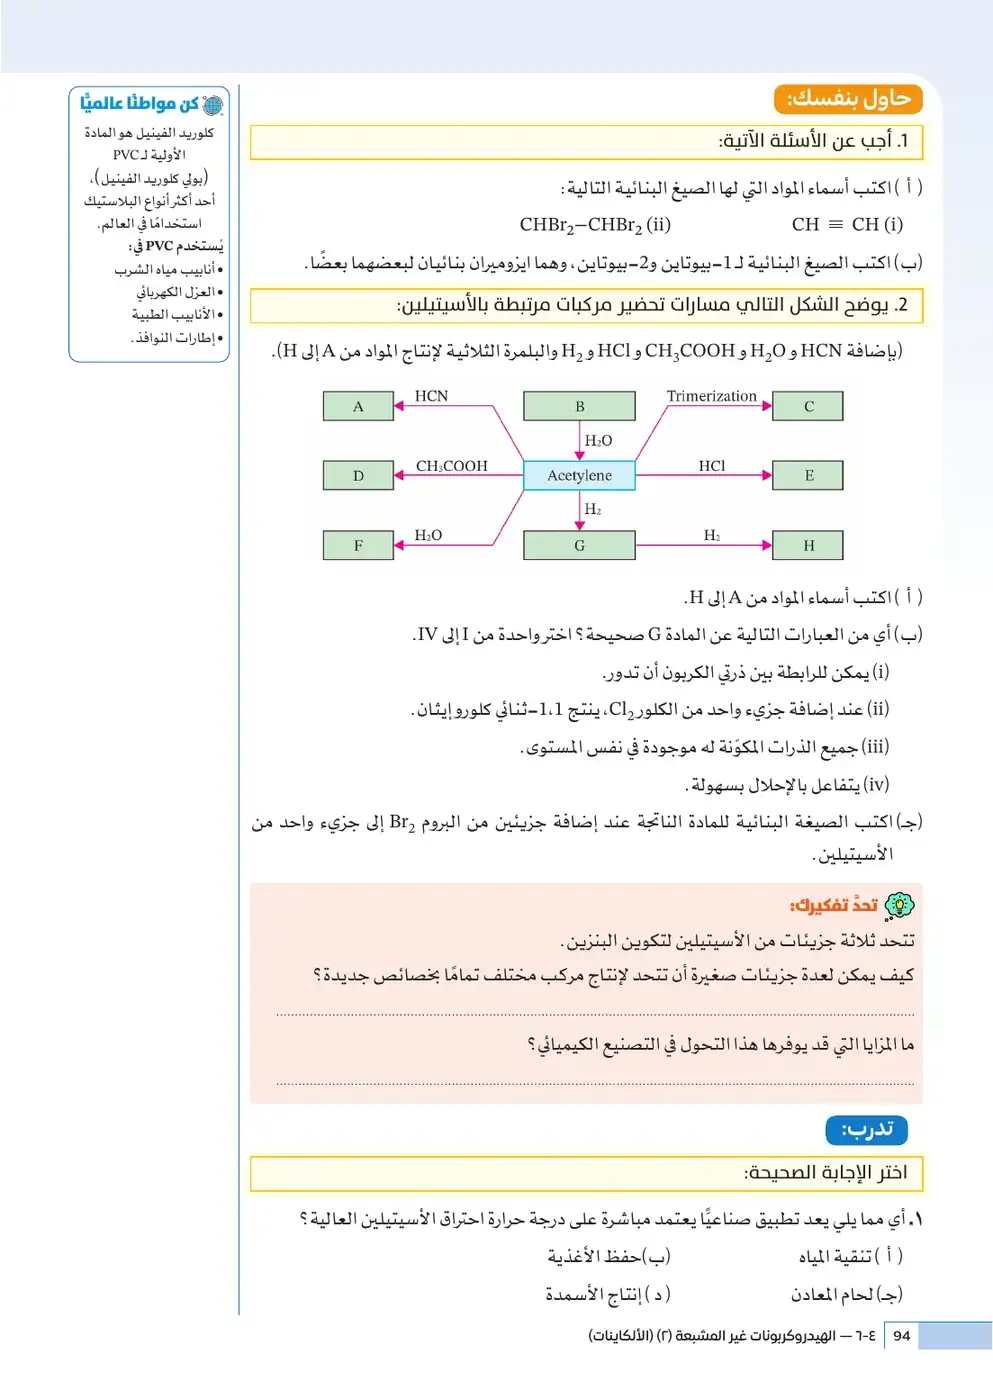 حاول بنفسك:
1. أجب عن الأسئلة الآتية:
( أ ) اكتب أسماء المواد التي لها الصيغ البنائية التالية:
CH ≡ CH (i)
CHBr₂–CHBr₂ (ii)
(ب) اكتب الصيغ البنائية لـ 1-بيوتاين و2-بيوتاين، وهما ايزوميران بنائيان لبعضهما بعضًا.
2. يوضح الشكل التالي مسارات تحضير مركبات مرتبطة بالأسيتيلين:
(بإضافة HCN و H₂O و CH₃COOH و HCl و H₂ والبلمرة الثلاثية لإنتاج المواد من A إلى H).
A
HCN
B
Trimerization
C
H₂O
D
CH₃COOH
Acetylene
HCl
E
H₂
F
H₂O
G
H₂
H
( أ ) اكتب أسماء المواد من A إلى H.
(ب) أي من العبارات التالية عن المادة G صحيحة؟ اختر واحدة من I إلى IV.
(i) يمكن للرابطة بين ذرتي الكربون أن تدور.
(ii) عند إضافة جزيء واحد من الكلور Cl₂، ينتج 1،1-ثنائي كلورو إيثان.
(iii) جميع الذرات المكوَنة له موجودة في نفس المستوى.
(iv) يتفاعل بالإحلال بسهولة.
(جـ) اكتب الصيغة البنائية للمادة الناتجة عند إضافة جزيئين من البروم Br₂ إلى جزيء واحد من
الأسيتيلين.
تحدَّ تفكيرك:
تتحد ثلاثة جزيئات من الأسيتيلين لتكوين البنزين.
كيف يمكن لعدة جزيئات صغيرة أن تتحد لإنتاج مركب مختلف تمامًا بخصائص جديدة؟
ما المزايا التي قد يوفرها هذا التحول في التصنيع الكيميائي؟
تدرب:
اختر الإجابة الصحيحة:
١. أي مما يلي يعد تطبيق صناعيًّا يعتمد مباشرة على درجة حرارة احتراق الأسيتيلين العالية؟
( أ ) تنقية المياه
(ب) حفظ الأغذية
(جـ) لحام المعادن
( د ) إنتاج الأسمدة
كن مواطنًا عالميًّا
كلوريد الفينيل هو المادة
الأولية لـ PVC
(بولي كلوريد الفينيل)،
أحد أكثر أنواع البلاستيك
استخدامًا في العالم.
يُستخدم PVC في:
• أنابيب مياه الشرب
• العزل الكهربائي
• الأنابيب الطبية
• إطارات النوافذ.
94
٤-٦ — الهيدروكربونات غير المشبعة (٢) (الألكاينات)